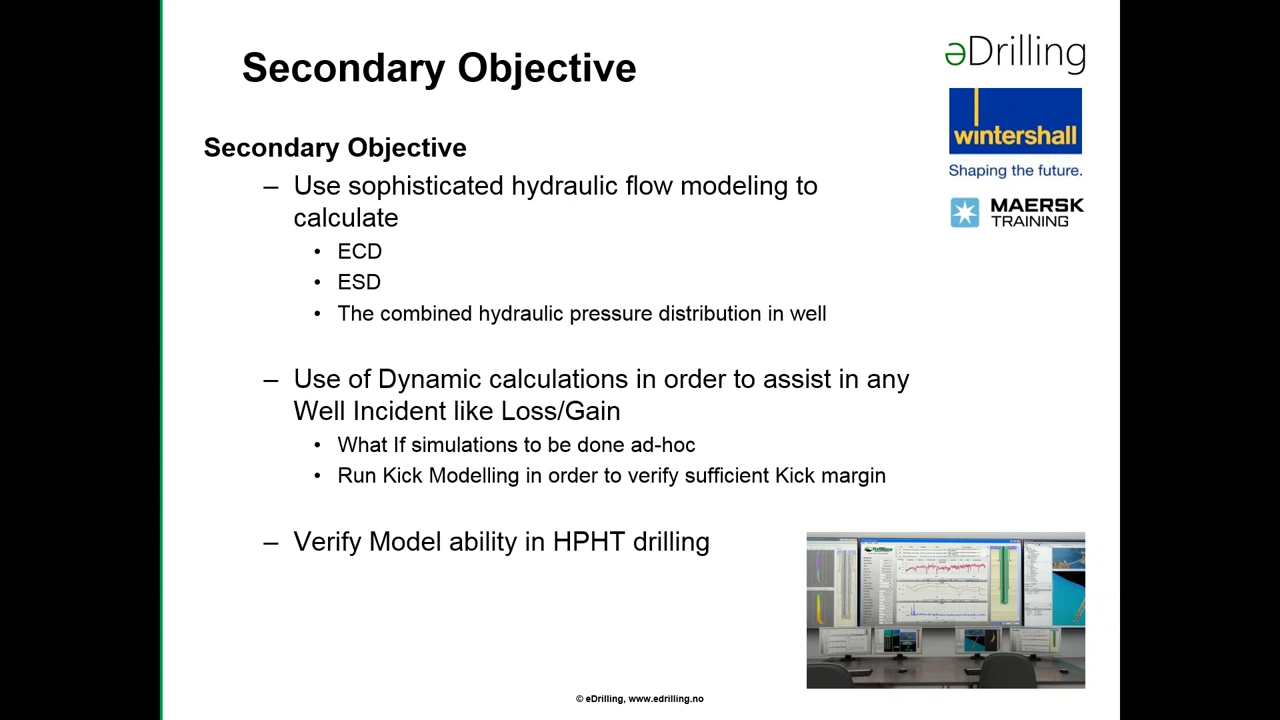 Secondary Objective
əDrilling
wintershall
Shaping the future.
MAERSK
TRAINING
Secondary Objective
– Use sophisticated hydraulic flow modeling to
calculate
• ECD
• ESD
• The combined hydraulic pressure distribution in well
– Use of Dynamic calculations in order to assist in any
Well Incident like Loss/Gain
• What If simulations to be done ad-hoc
• Run Kick Modelling in order to verify sufficient Kick margin
– Verify Model ability in HPHT drilling
© eDrilling, www.edrilling.no